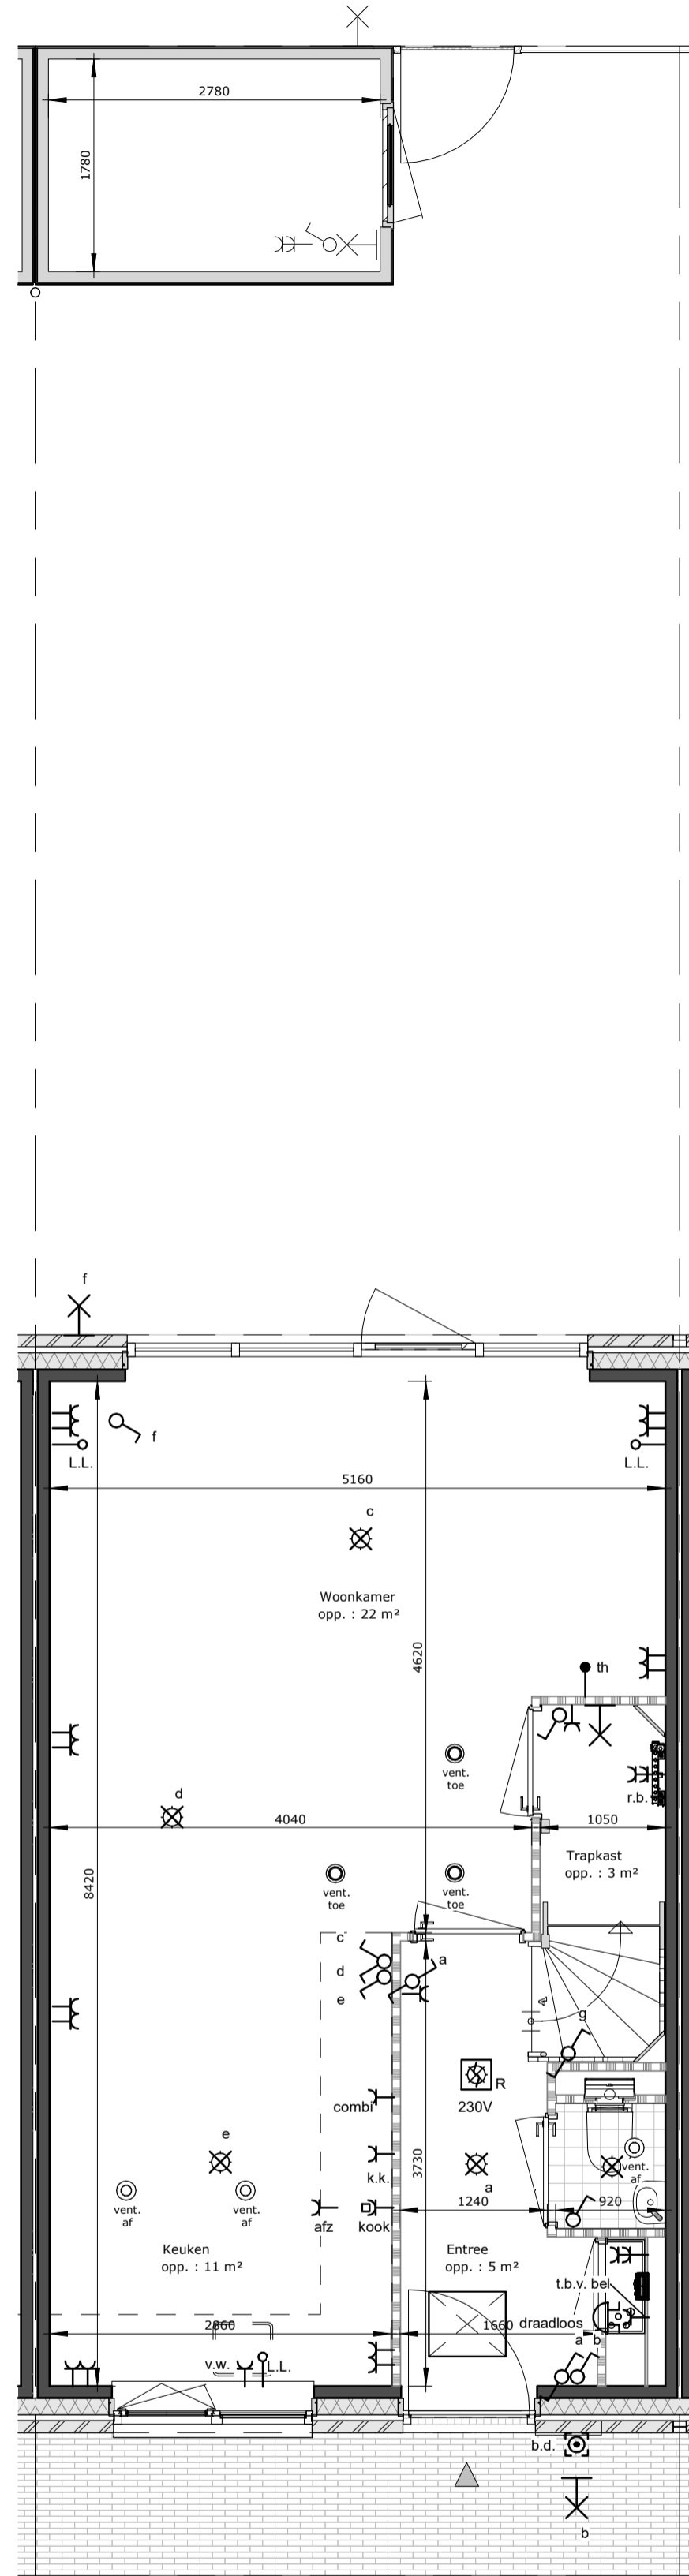 2780
1780
f
f
L.L.
L.L.
5160
c
Woonkamer
opp. : 22 m²
4620
th
vent.
toe
r.b.
d
4040
1050
Trapkast
opp. : 3 m²
8420
vent.
toe
vent.
toe
c
d
e
a
g
R
230V
combi
e
k.k.
3730
a
vent.
af
vent.
af
vent.
af
1240
920
afz
kook
Keuken
opp. : 11 m²
Entree
opp. : 5 m²
t.b.v. bel
draadloos
2860
1660
a b
v.w.
L.L.
b.d.
b